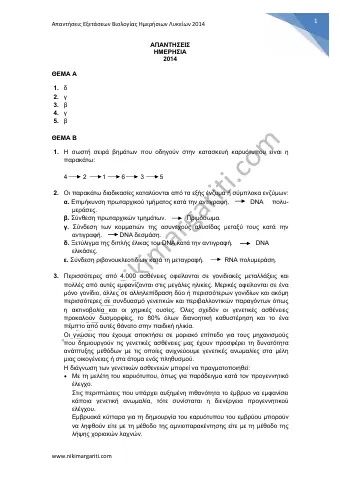 Απαντήσεις Εξετάσεων Βιολογίας Ημερήσιων Λυκείων 2014
1
ΑΠΑΝΤΗΣΕΙΣ
ΗΜΕΡΗΣΙΑ
2014
ΘΕΜΑ Α
1. δ
2. γ
3. β
4. γ
5. β
ΘΕΜΑ Β
1. Η σωστή σειρά βημάτων που οδηγούν στην κατασκευή καρυότυπου είναι η
παρακάτω:
4 → 2 → 1 → 6 → 3 → 5
2. Οι παρακάτω διαδικασίες καταλύονται από τα εξής ένζυμα ή σύμπλοκα ενζύμων:
α. Επιμήκυνση πρωταρχικών τμημάτων κατά την αντιγραφή. → DNA πολυ-
μεράσες.
β. Σύνθεση πρωταρχικών τμημάτων. → Πριμόσωμα.
γ. Σύνδεση των κομματιών της ασυνεχούς αλυσίδας μεταξύ τους κατά την
αντιγραφή. → DNA δεσμάση.
δ. Ξετύλιγμα της διπλής έλικας του DNA κατά την αντιγραφή. → DNA
ελικάσες.
ε. Σύνδεση ριβονουκλεοτιδίων κατά τη μεταγραφή. → RNA πολυμεράση.
3. Περισσότερες από 4.000 ασθένειες οφείλονται σε γονιδιακές μεταλλάξεις και
πολλές από αυτές εμφανίζονται στις μεγάλες ηλικίες. Μερικές οφείλονται σε ένα
μόνο γονίδιο, άλλες σε αλληλεπίδραση δύο ή περισσότερων γονιδίων και ακόμη
περισσότερες σε συνδυασμό γενετικών και περιβαλλοντικών παραγόντων όπως
η ακτινοβολία και οι χημικές ουσίες. Όλες σχεδόν οι γενετικές ασθένειες
προκαλούν δυσμορφίες, το 80% όλων διανοητική καθυστέρηση και το ένα
πέμπτο από αυτές θάνατο στην παιδική ηλικία.
Οι γνώσεις που έχουμε αποκτήσει σε μοριακό επίπεδο για τους μηχανισμούς
που δημιουργούν τις γενετικές ασθένειες μας έχουν προσφέρει τη δυνατότητα
ανάπτυξης μεθόδων με τις οποίες ανιχνεύουμε γενετικές ανωμαλίες στα μέλη
μιας οικογένειας ή στα άτομα ενός πληθυσμού.
Η διάγνωση των γενετικών ασθενειών μπορεί να πραγματοποιηθεί:
• Με τη μελέτη του καρυότυπου, όπως για παράδειγμα κατά τον προγεννητικό
έλεγχο.
Στις περιπτώσεις που υπάρχει αυξημένη πιθανότητα το έμβρυο να εμφανίσει
κάποια γενετική ανωμαλία, τότε συνίσταται η διενέργεια προγεννητικού
ελέγχου.
Εμβρυακά κύτταρα για τη δημιουργία του καρυότυπου του εμβρύου μπορούν
να ληφθούν είτε με τη μέθοδο της αμνιοπαρακέντησης είτε με τη μέθοδο της
λήψης χοριακών λαχνών.
nikimargariti.com
www.nikimargariti.com